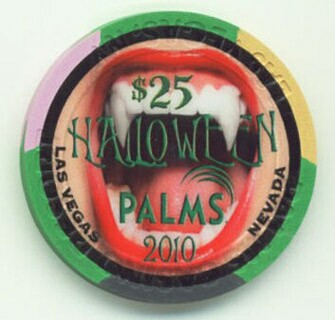 $25
HALLOWEEN
LAS VEGAS
PALMS
NEVADA
2010